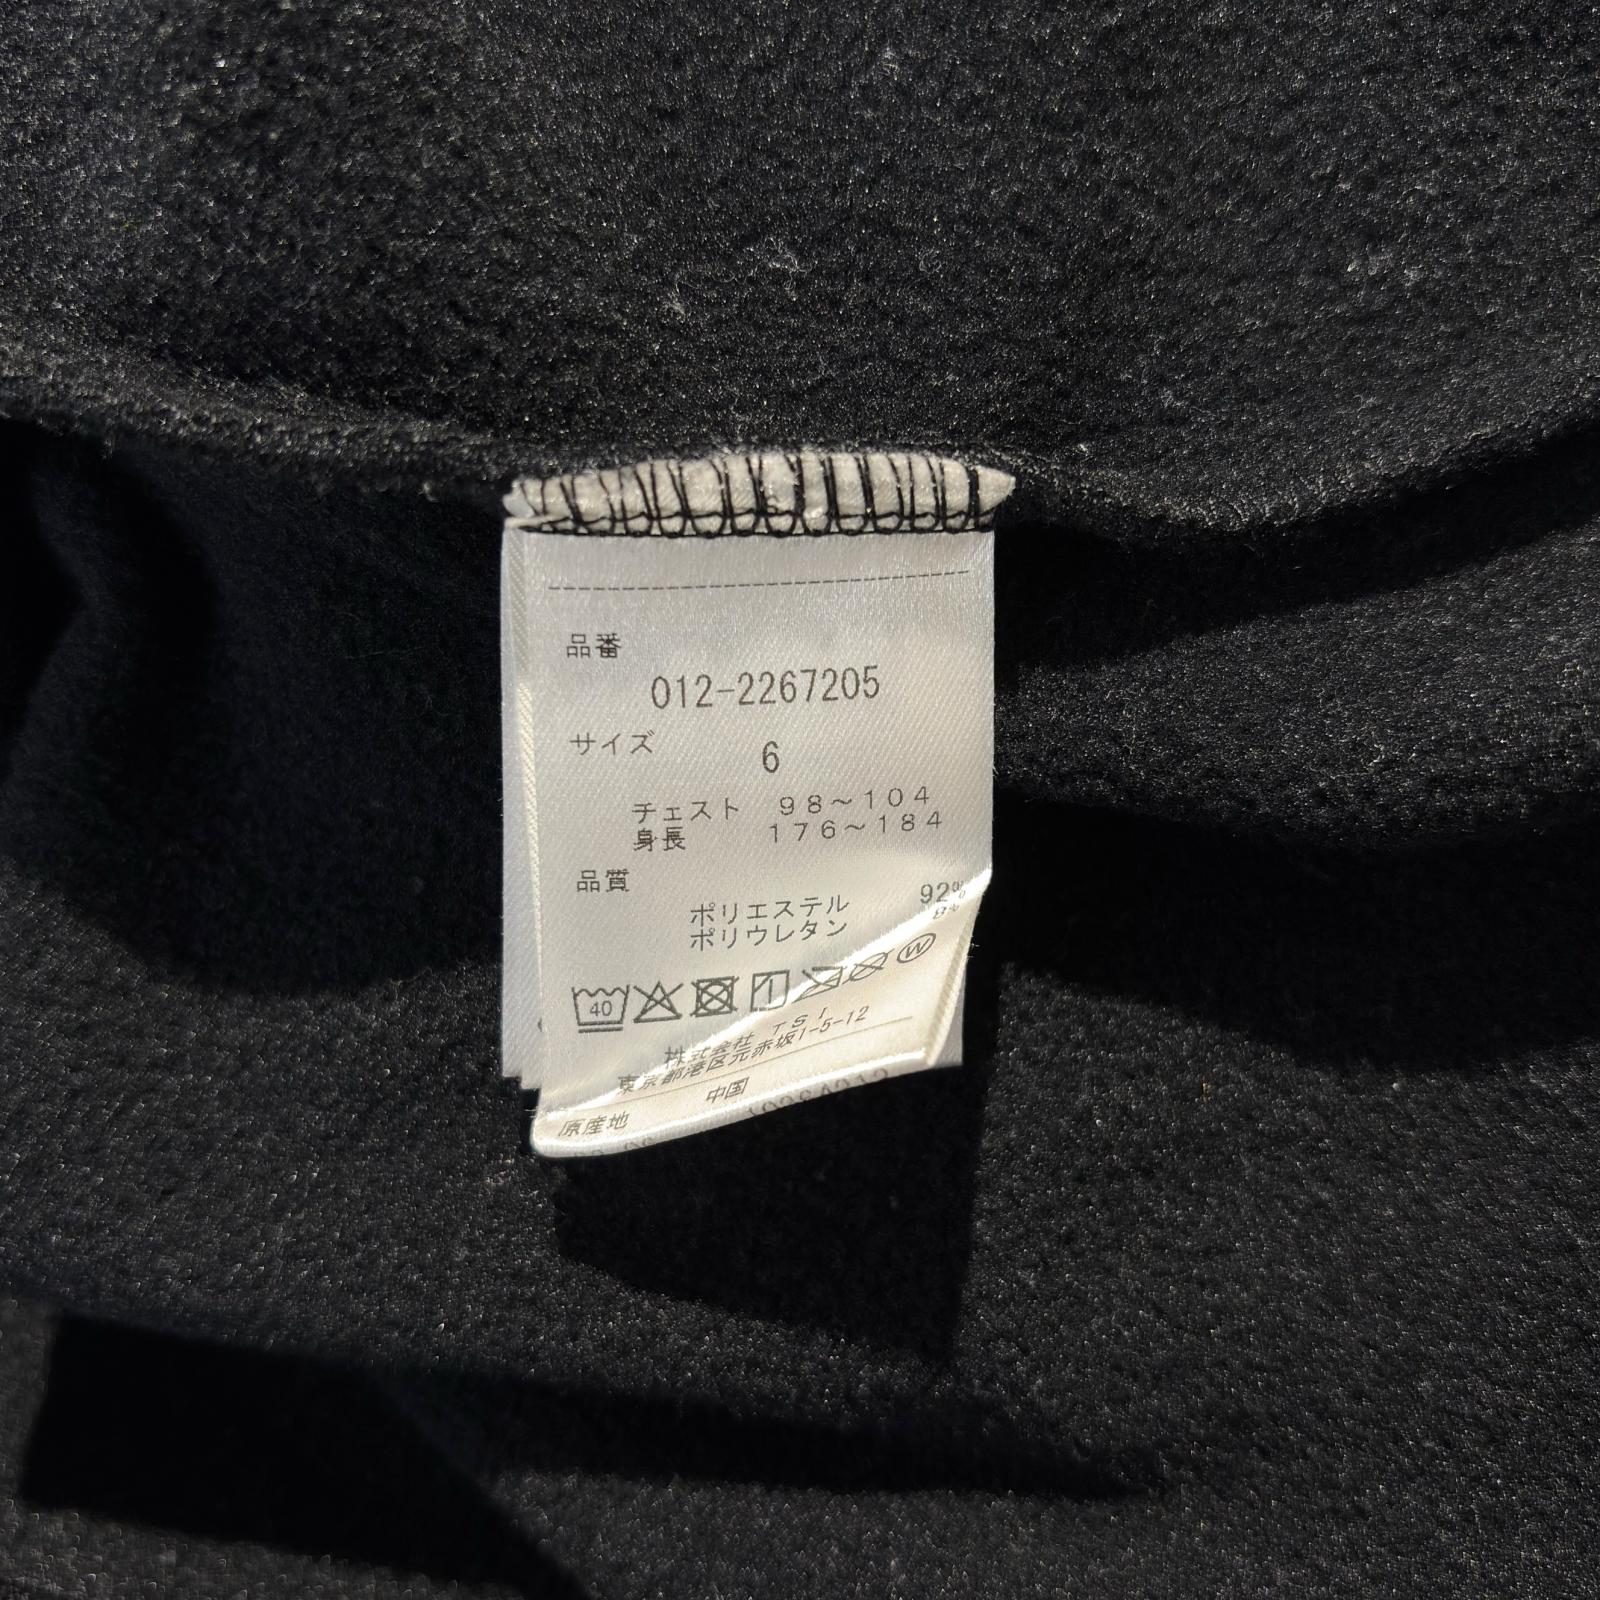 品番
012-2267205
サイズ 6
チェスト 98～104
身長 176～184
品質
ポリエステル 92%
ポリウレタン 8%
40
W
株式会社 TSI
東京都港区元赤坂1-5-12
原産地 中国